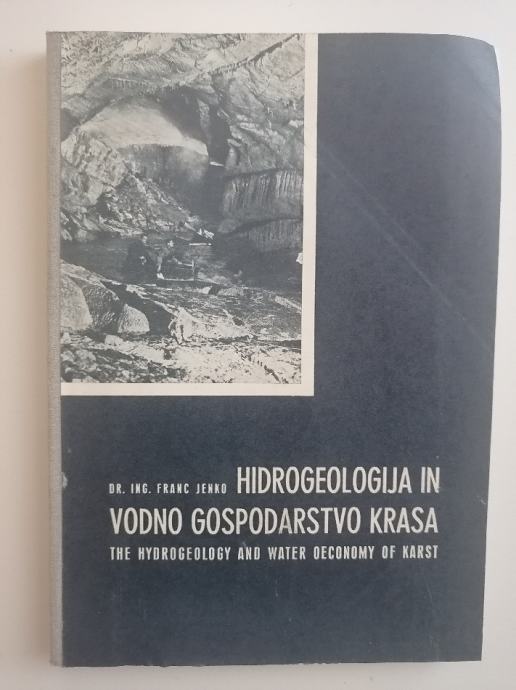 DR. ING. FRANC JENKO HIDROGEOLOGIJA IN
VODNO GOSPODARSTVO KRASA
THE HYDROGEOLOGY AND WATER OECONOMY OF KARST